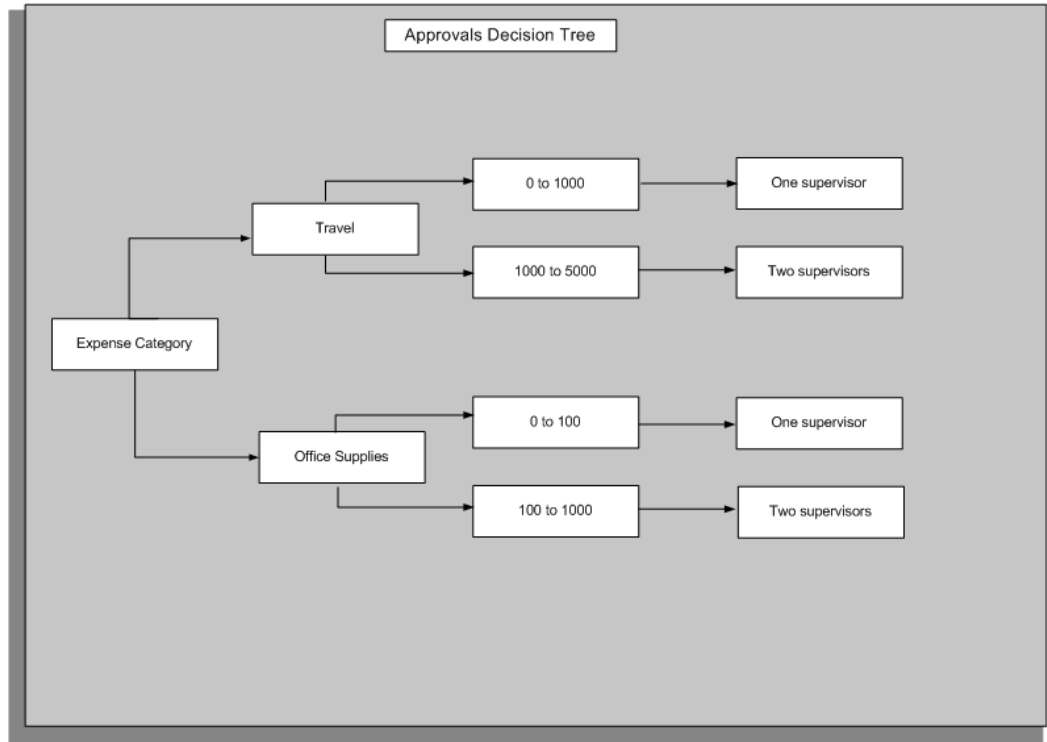 Approvals Decision Tree
Expense Category
Travel
0 to 1000
One supervisor
1000 to 5000
Two supervisors
Office Supplies
0 to 100
One supervisor
100 to 1000
Two supervisors